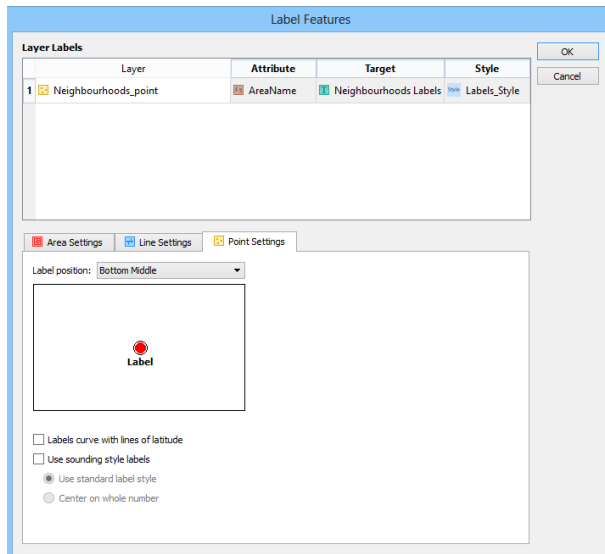 Label Features
Layer Labels
OK
Cancel
Layer Attribute Target Style
1 Neighbourhoods_point AreaName Neighbourhoods Labels Style Labels_Style
Area Settings Line Settings Point Settings
Label position: Bottom Middle
Label
Labels curve with lines of latitude
Use sounding style labels
Use standard label style
Center on whole number